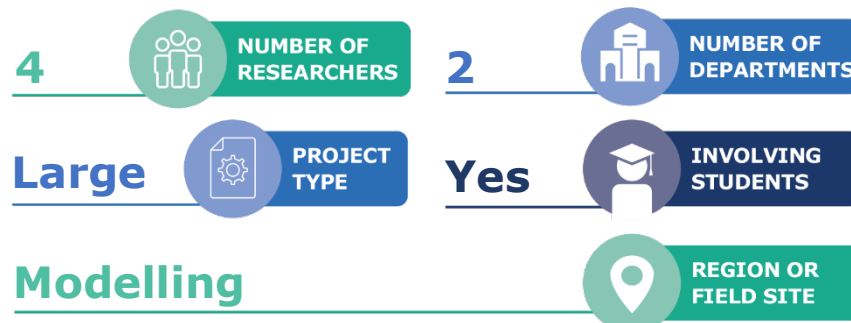 4
NUMBER OF
RESEARCHERS
2
NUMBER OF
DEPARTMENTS
Large
PROJECT
TYPE
Yes
INVOLVING
STUDENTS
Modelling
REGION OR
FIELD SITE